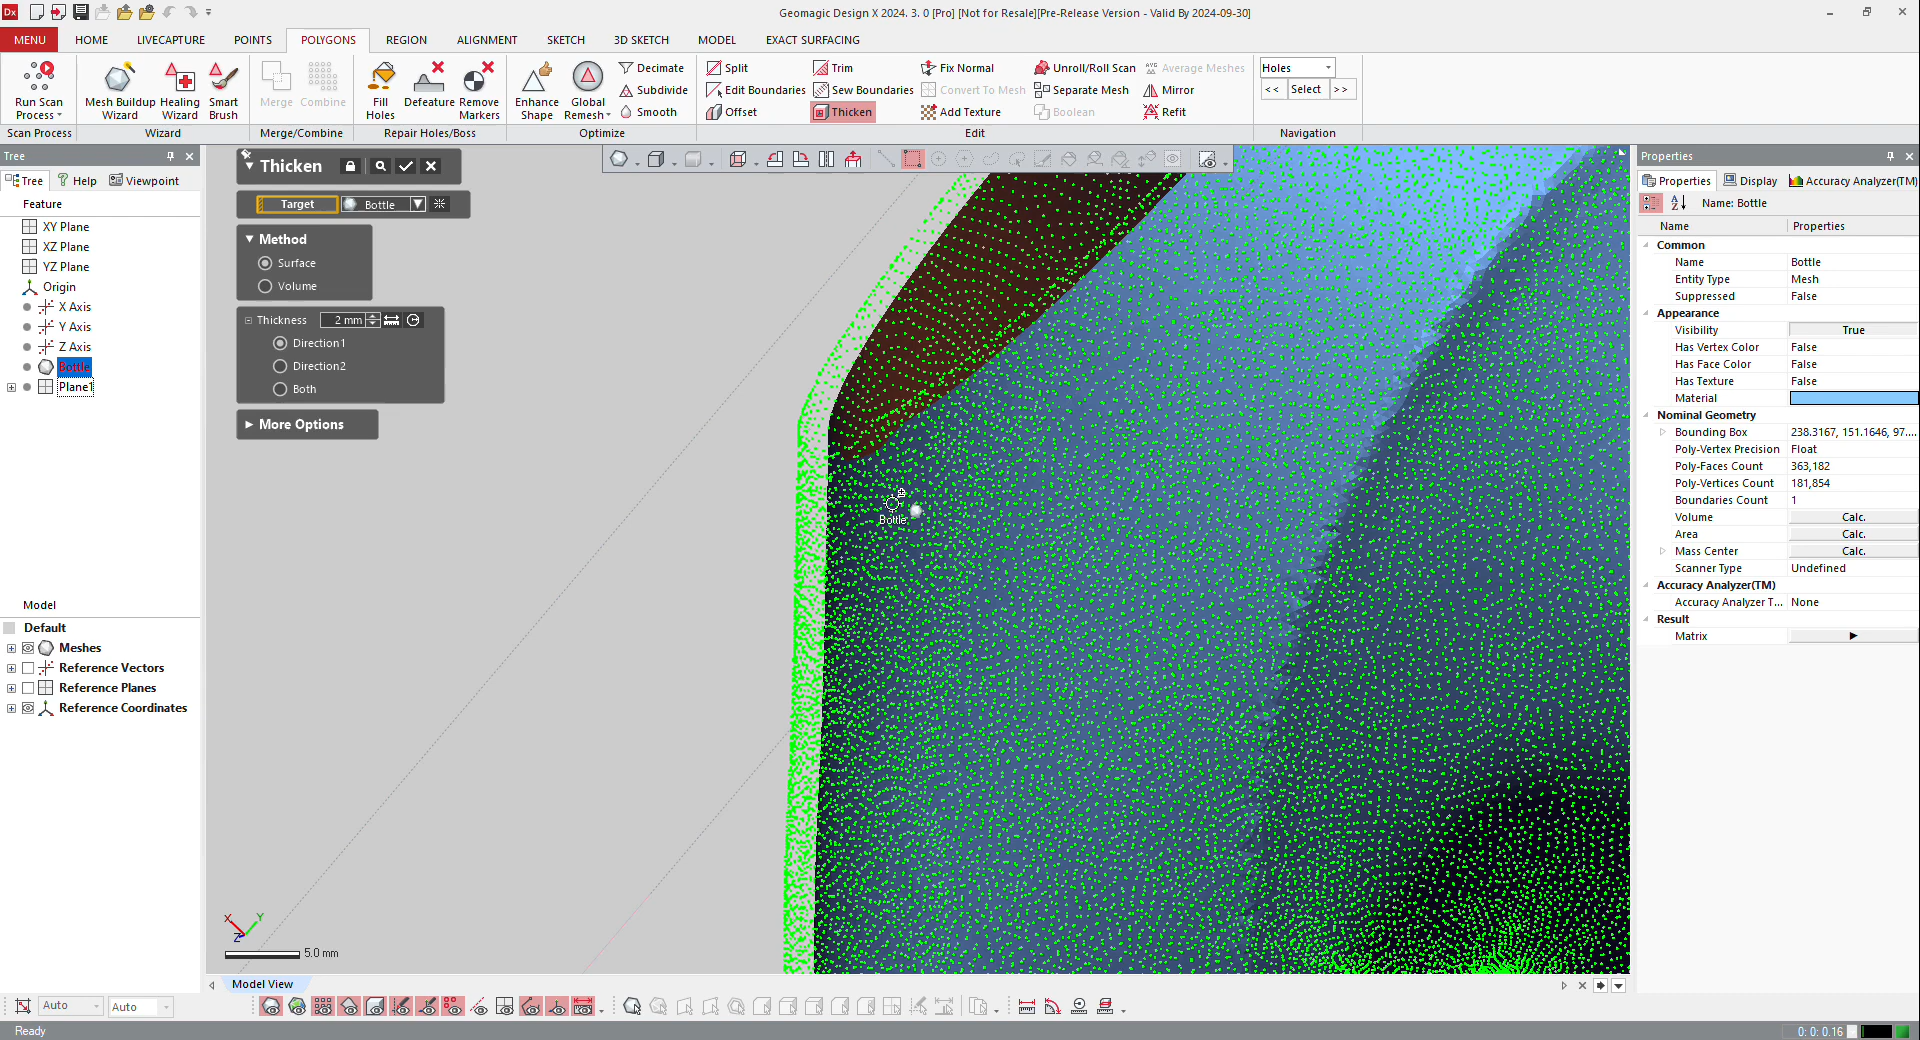 Dx
Geomagic Design X 2024. 3. 0 [Pro] [Not for Resale][Pre-Release Version - Valid By 2024-09-30]
MENU HOME LIVECAPTURE POINTS POLYGONS REGION ALIGNMENT SKETCH 3D SKETCH MODEL EXACT SURFACING
Run Scan Process
Mesh Buildup Wizard
Healing Wizard
Smart Brush
Merge
Combine
Fill Holes
Defeature
Remove Markers
Enhance Shape
Global Remesh
Decimate
Subdivide
Smooth
Split
Edit Boundaries
Offset
Trim
Sew Boundaries
Thicken
Fix Normal
Convert To Mesh
Add Texture
Unroll/Roll Scan
Separate Mesh
Boolean
Average Meshes
Mirror
Refit
Holes
<< Select >>
Scan Process Wizard Merge/Combine Repair Holes/Boss Optimize Edit Navigation
Tree
Tree Help Viewpoint
Feature
XY Plane
XZ Plane
YZ Plane
Origin
X Axis
Y Axis
Z Axis
Bottle
Plane1
Model
Default
Meshes
Reference Vectors
Reference Planes
Reference Coordinates
Thicken
Target Bottle
Method
Surface
Volume
Thickness 2 mm
Direction1
Direction2
Both
More Options
Bottle
X Y
Z
5.0 mm
Model View
Properties
Properties Display Accuracy Analyzer(TM)
Name: Bottle
Name Properties
Common
Name Bottle
Entity Type Mesh
Suppressed False
Appearance
Visibility True
Has Vertex Color False
Has Face Color False
Has Texture False
Material
Nominal Geometry
Bounding Box 238.3167, 151.1646, 97....
Poly-Vertex Precision Float
Poly-Faces Count 363,182
Poly-Vertices Count 181,854
Boundaries Count 1
Volume Calc.
Area Calc.
Mass Center Calc.
Scanner Type Undefined
Accuracy Analyzer(TM)
Accuracy Analyzer T... None
Result
Matrix
Auto Auto
Ready
0: 0: 0.16